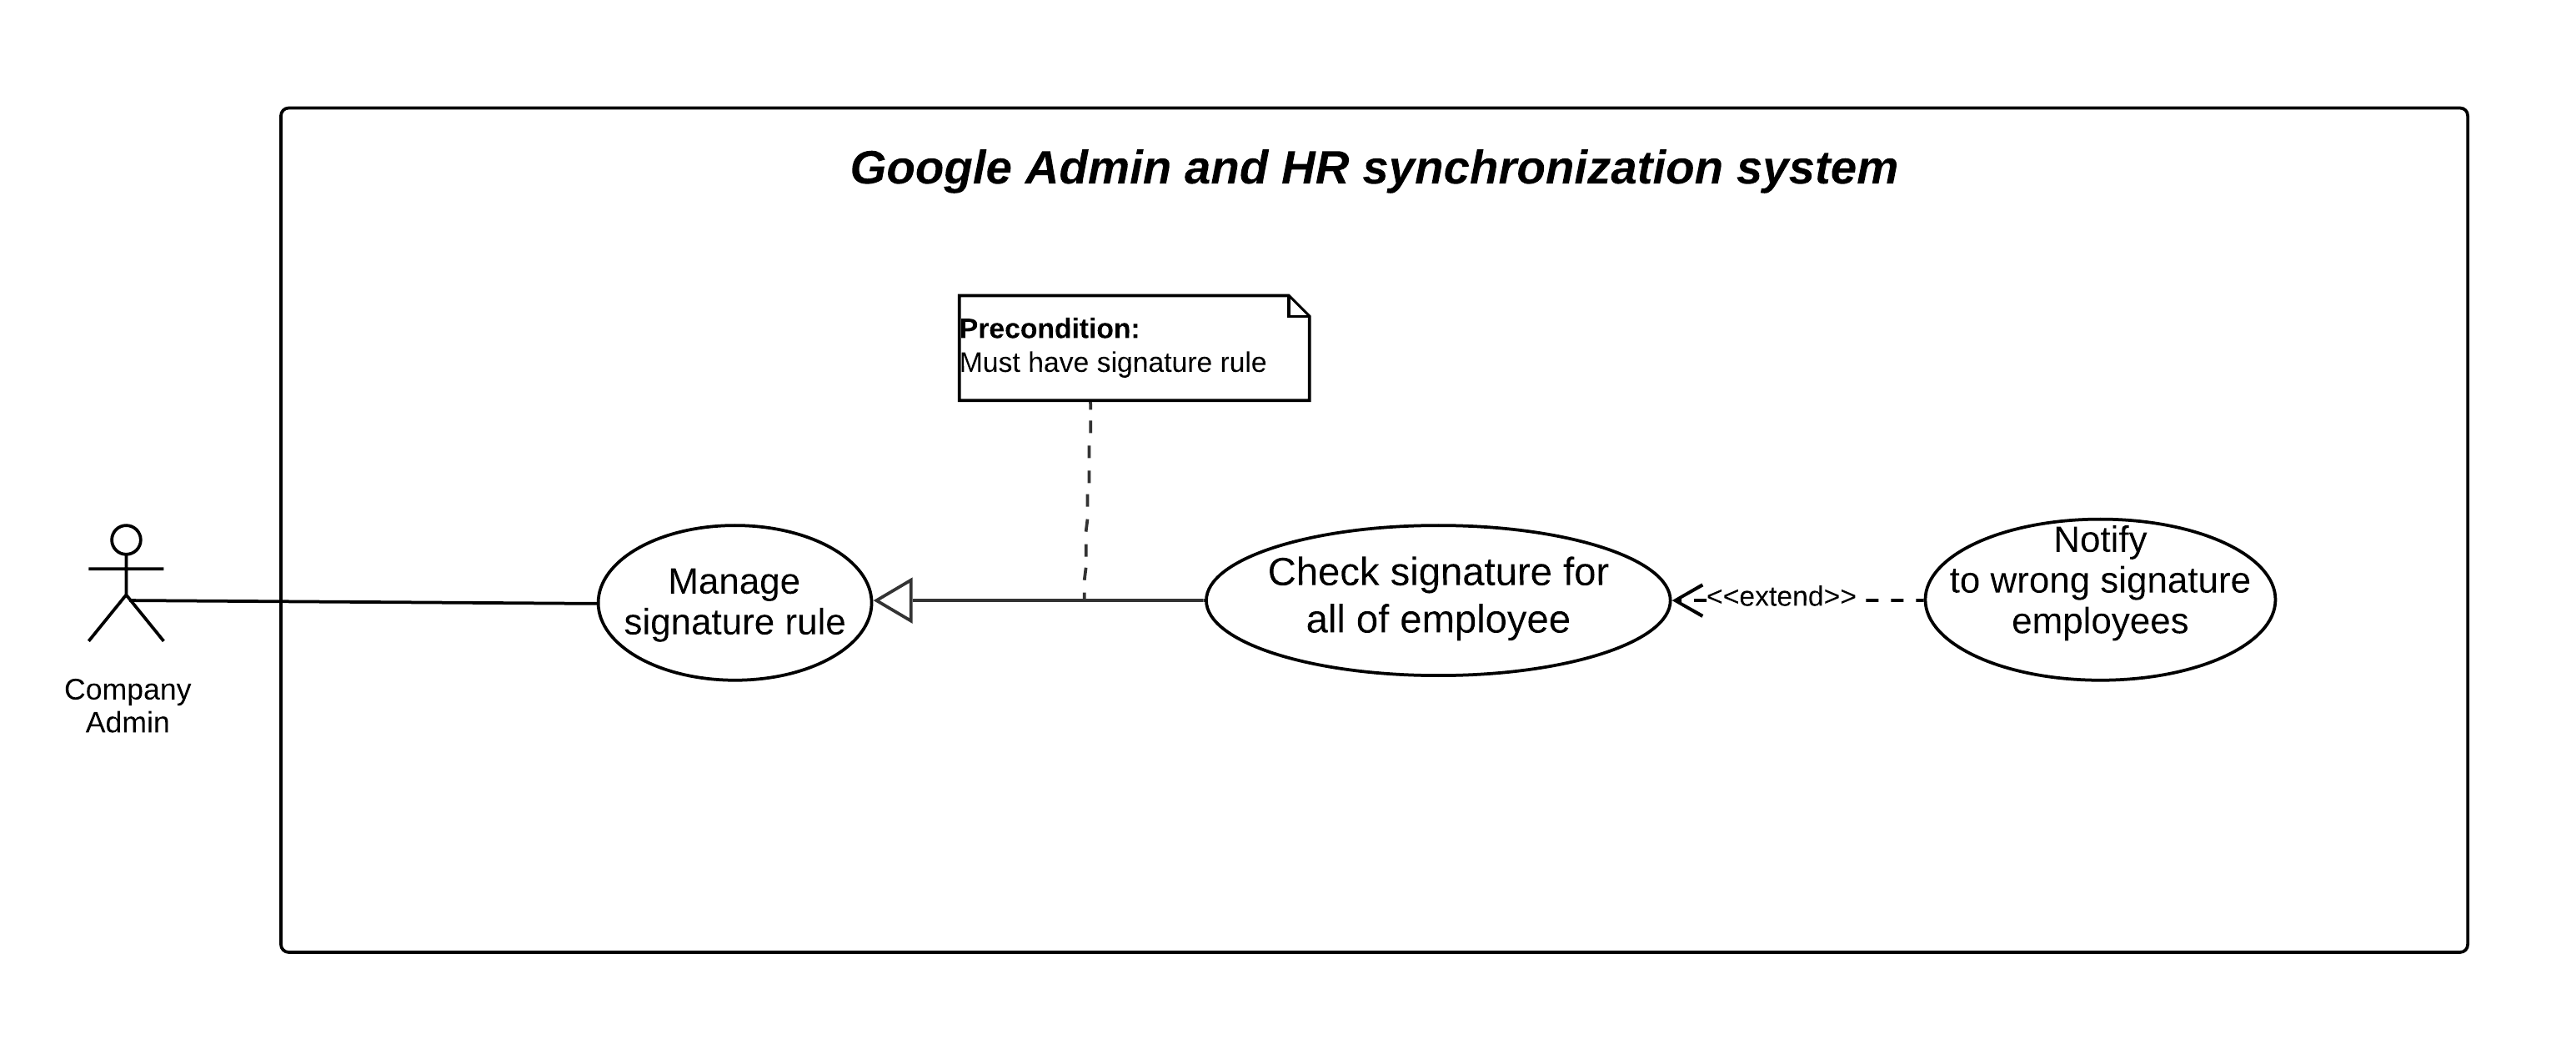 Google Admin and HR synchronization system
Precondition:
Must have signature rule
Company
Admin
Manage
signature rule
Check signature for
all of employee
<<extend>>
Notify
to wrong signature
employees